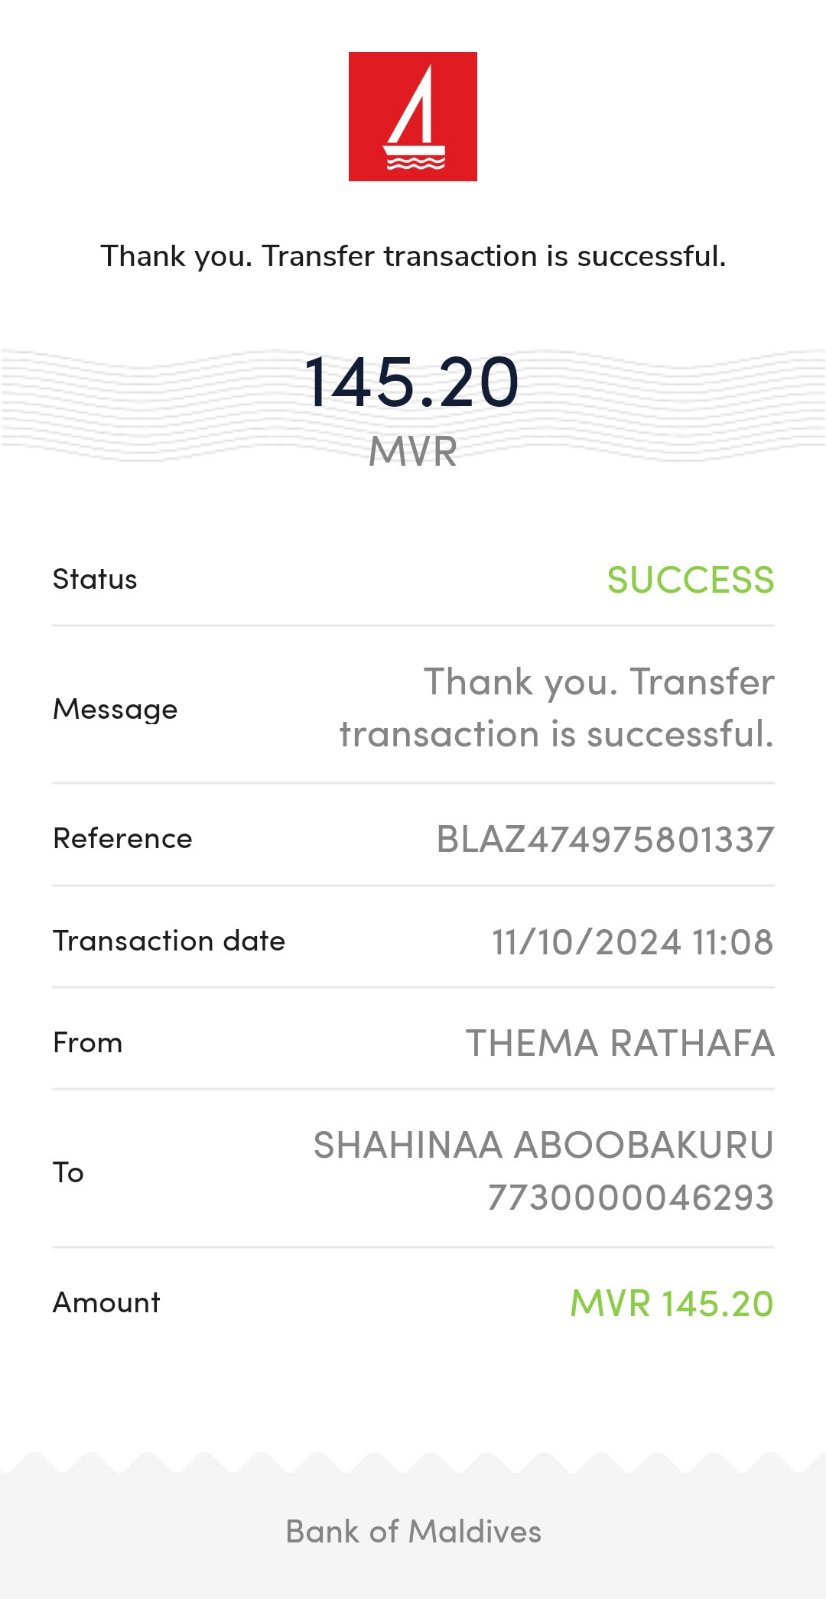 Thank you. Transfer transaction is successful.
145.20
MVR
Status
SUCCESS
Message
Thank you. Transfer
transaction is successful.
Reference
BLAZ474975801337
Transaction date
11/10/2024 11:08
From
THEMA RATHAFA
To
SHAHINAA ABOOBAKURU
7730000046293
Amount
MVR 145.20
Bank of Maldives